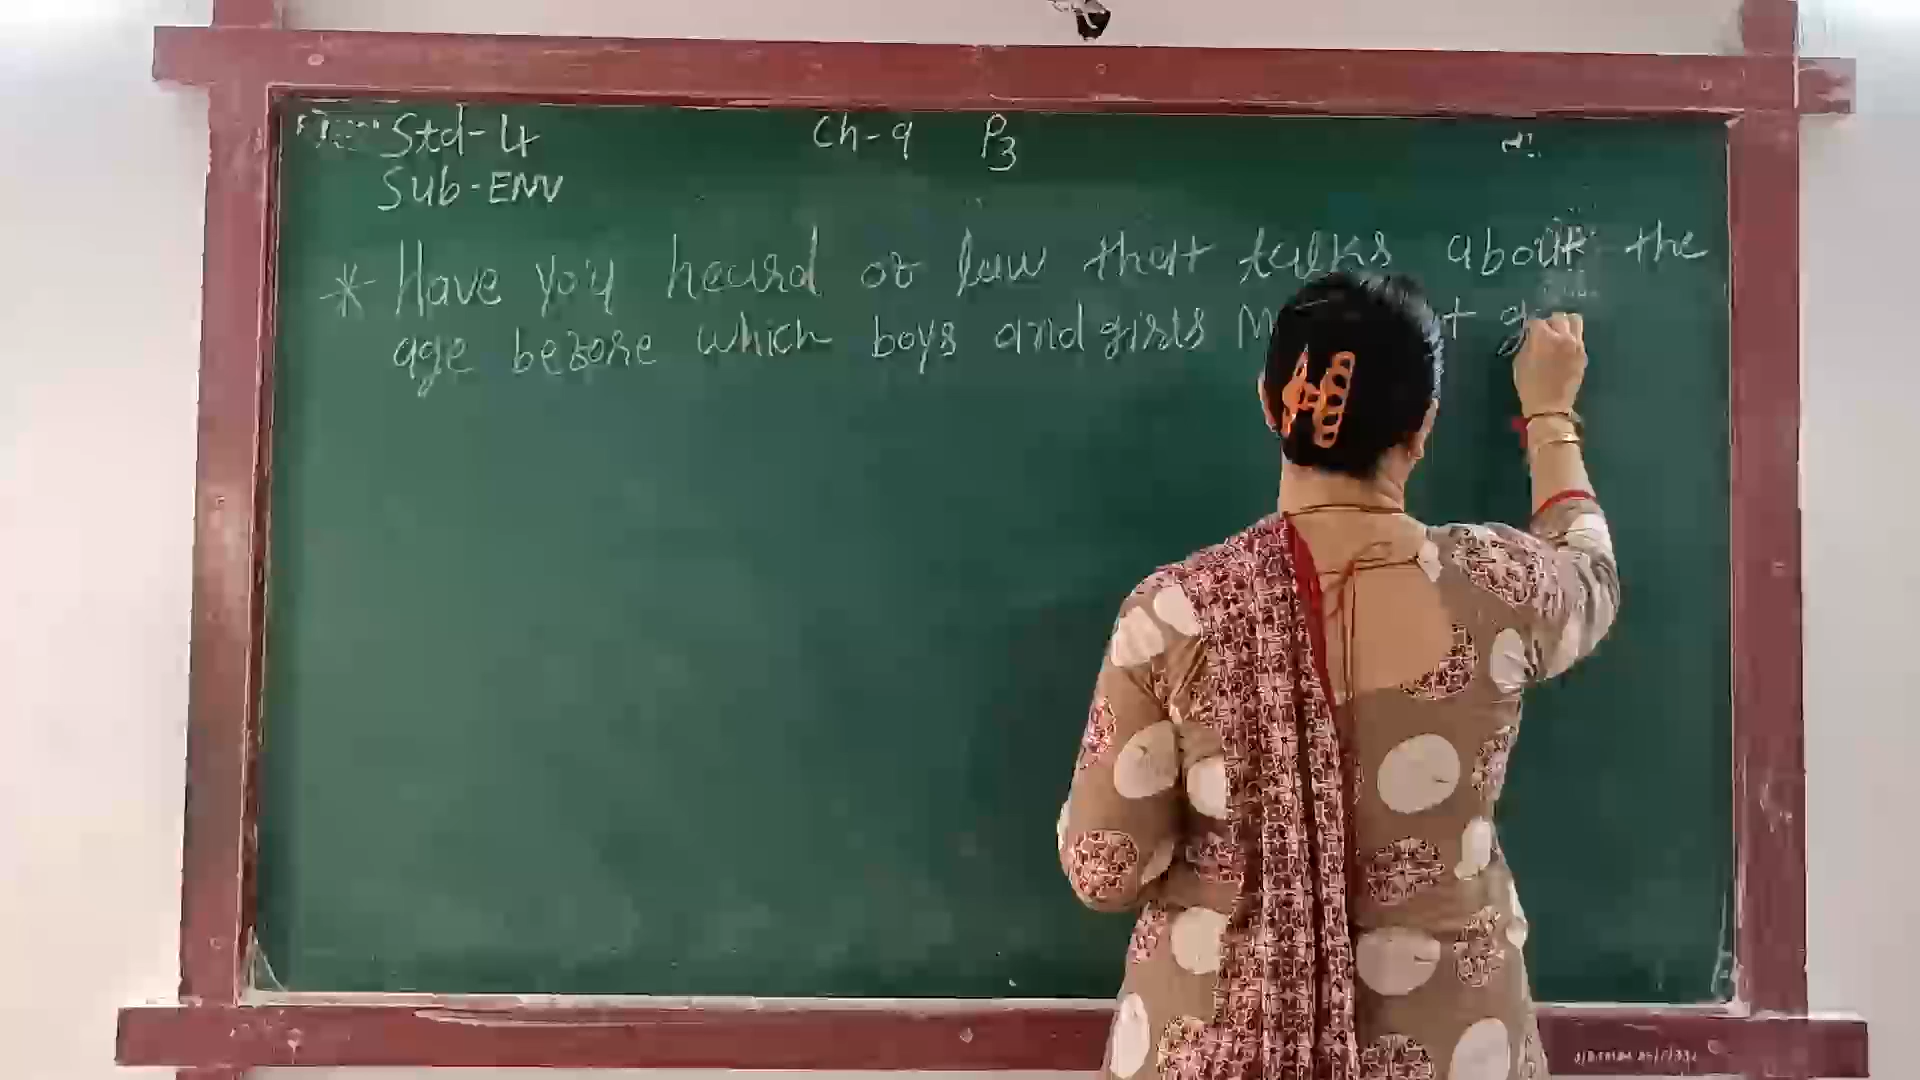 Std-4 Ch-9 P3
Sub-ENV
* Have you heard of law that talks about the
age before which boys and girls